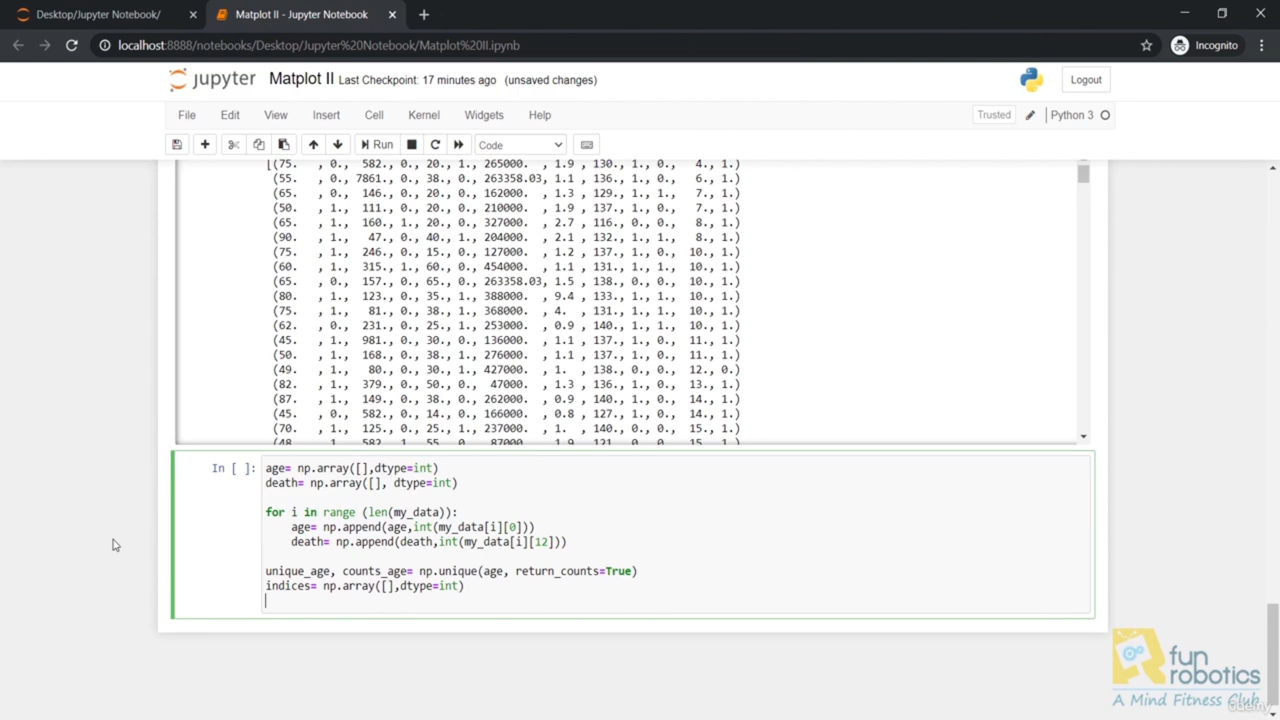 Desktop/Jupyter Notebook/
Matplot II - Jupyter Notebook
localhost:8888/notebooks/Desktop/Jupyter%20Notebook/Matplot%20II.ipynb
Incognito
jupyter Matplot II Last Checkpoint: 17 minutes ago (unsaved changes)
Logout
File Edit View Insert Cell Kernel Widgets Help
Trusted
Python 3
Run
Code
[(75. , 0., 582., 0., 20., 1., 265000. , 1.9 , 130., 1., 0., 4., 1.)
(55. , 0., 7861., 0., 38., 0., 263358.03, 1.1 , 136., 1., 0., 6., 1.)
(65. , 0., 146., 0., 20., 0., 162000. , 1.3 , 129., 1., 1., 7., 1.)
(50. , 1., 111., 0., 20., 0., 210000. , 1.9 , 137., 1., 0., 7., 1.)
(65. , 1., 160., 1., 20., 0., 327000. , 2.7 , 116., 0., 0., 8., 1.)
(90. , 1., 47., 0., 40., 1., 204000. , 2.1 , 132., 1., 1., 8., 1.)
(75. , 1., 246., 0., 15., 0., 127000. , 1.2 , 137., 1., 0., 10., 1.)
(60. , 1., 315., 1., 60., 0., 454000. , 1.1 , 131., 1., 1., 10., 1.)
(65. , 0., 157., 0., 65., 0., 263358.03, 1.5 , 138., 0., 0., 10., 1.)
(80. , 1., 123., 0., 35., 1., 388000. , 9.4 , 133., 1., 1., 10., 1.)
(75. , 1., 81., 0., 38., 1., 368000. , 4. , 131., 1., 1., 10., 1.)
(62. , 0., 231., 0., 25., 1., 253000. , 0.9 , 140., 1., 1., 10., 1.)
(45. , 1., 981., 0., 30., 0., 136000. , 1.1 , 137., 1., 0., 11., 1.)
(50. , 1., 168., 0., 38., 1., 276000. , 1.1 , 137., 1., 0., 11., 1.)
(49. , 1., 80., 0., 30., 1., 427000. , 1. , 138., 0., 0., 12., 0.)
(82. , 1., 379., 0., 50., 0., 47000. , 1.3 , 136., 1., 0., 13., 1.)
(87. , 1., 149., 0., 38., 0., 262000. , 0.9 , 140., 1., 0., 14., 1.)
(45. , 0., 582., 0., 14., 0., 166000. , 0.8 , 127., 1., 0., 14., 1.)
(70. , 1., 125., 0., 25., 1., 237000. , 1. , 140., 0., 0., 15., 1.)
(48. , 1., 582., 1., 55., 0., 87000. , 1.9 , 121., 0., 0., 15., 1.)
In [ ]: age= np.array([],dtype=int)
death= np.array([], dtype=int)
for i in range (len(my_data)):
age= np.append(age,int(my_data[i][0]))
death= np.append(death,int(my_data[i][12]))
unique_age, counts_age= np.unique(age, return_counts=True)
indices= np.array([],dtype=int)
fun
robotics
A Mind Fitness Club
Udemy